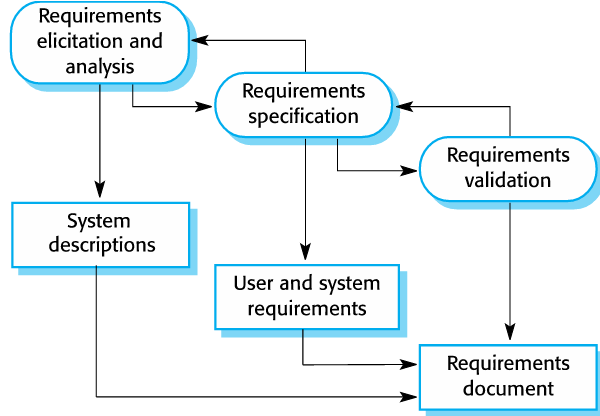 Requirements
elicitation and
analysis
Requirements
specification
Requirements
validation
System
descriptions
User and system
requirements
Requirements
document